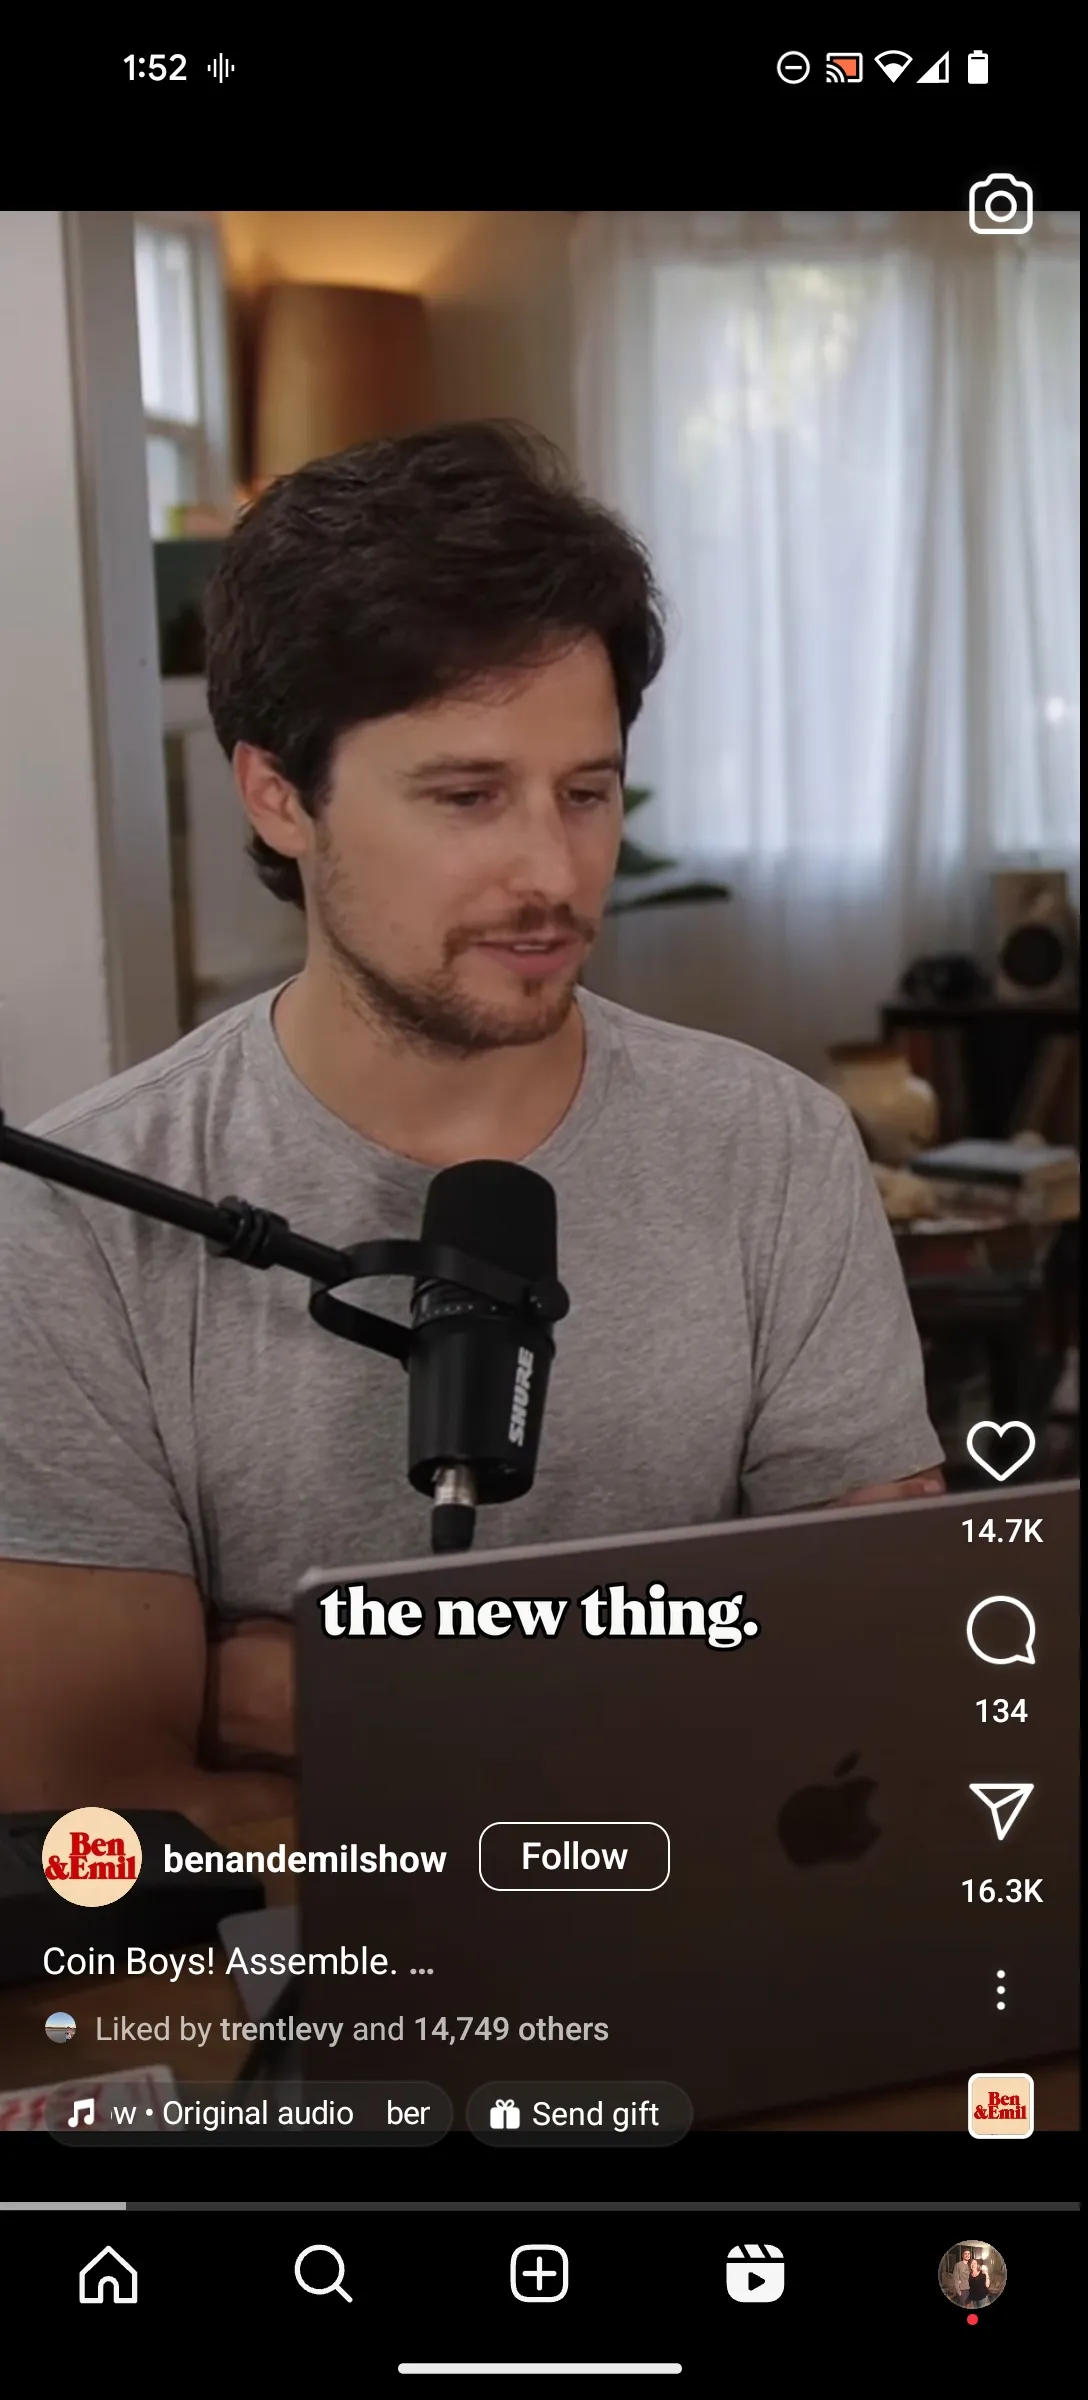 1:52
SHURE
14.7K
the new thing.
134
16.3K
Ben
&Emil
benandemilshow
Follow
Coin Boys! Assemble. ...
Liked by trentlevy and 14,749 others
w • Original audio ber
Send gift
Ben
&Emil